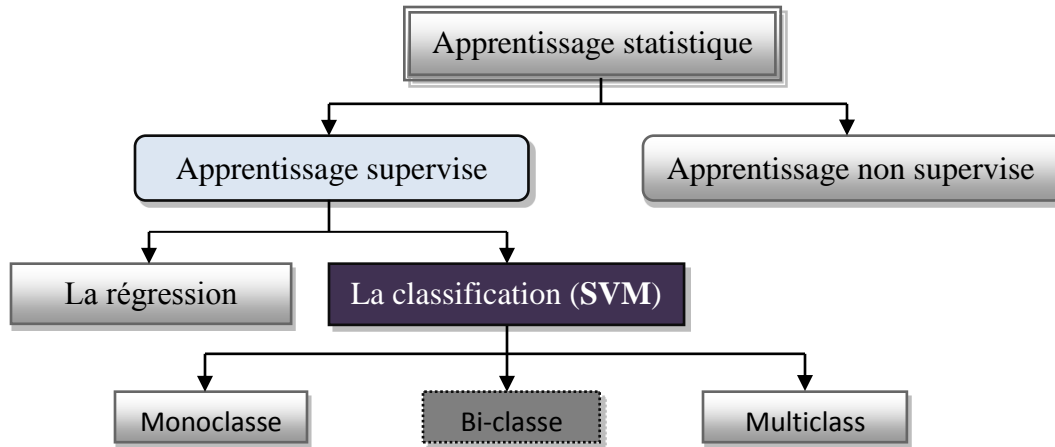 Apprentissage statistique
Apprentissage supervise
Apprentissage non supervise
La régression
La classification (SVM)
Monoclasse
Bi-classe
Multiclass